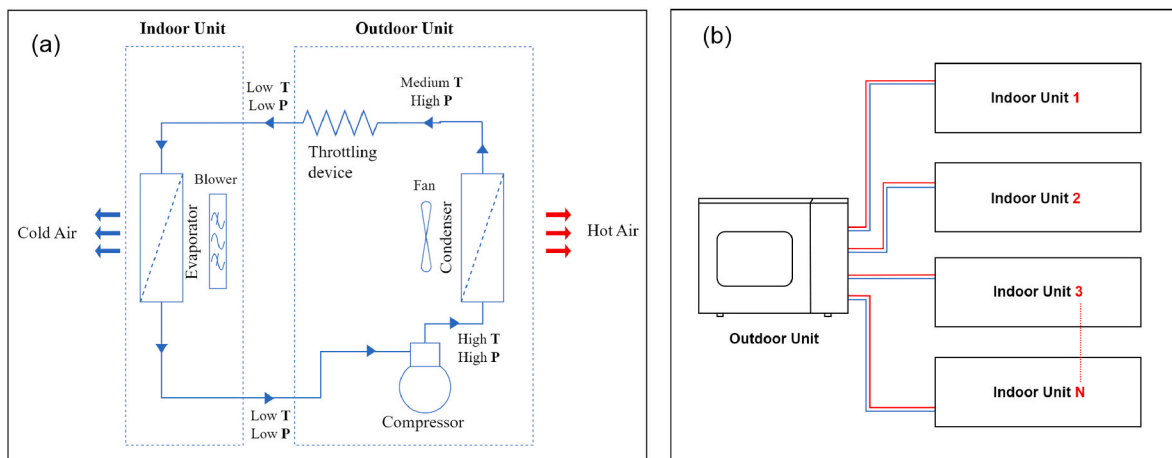 (a)
Indoor Unit
Outdoor Unit
Low T
Low P
Medium T
High P
Throttling
device
Blower
Fan
Evaporator
Condenser
Cold Air
Hot Air
High T
High P
Low T
Low P
Compressor
(b)
Indoor Unit 1
Indoor Unit 2
Indoor Unit 3
Indoor Unit N
Outdoor Unit